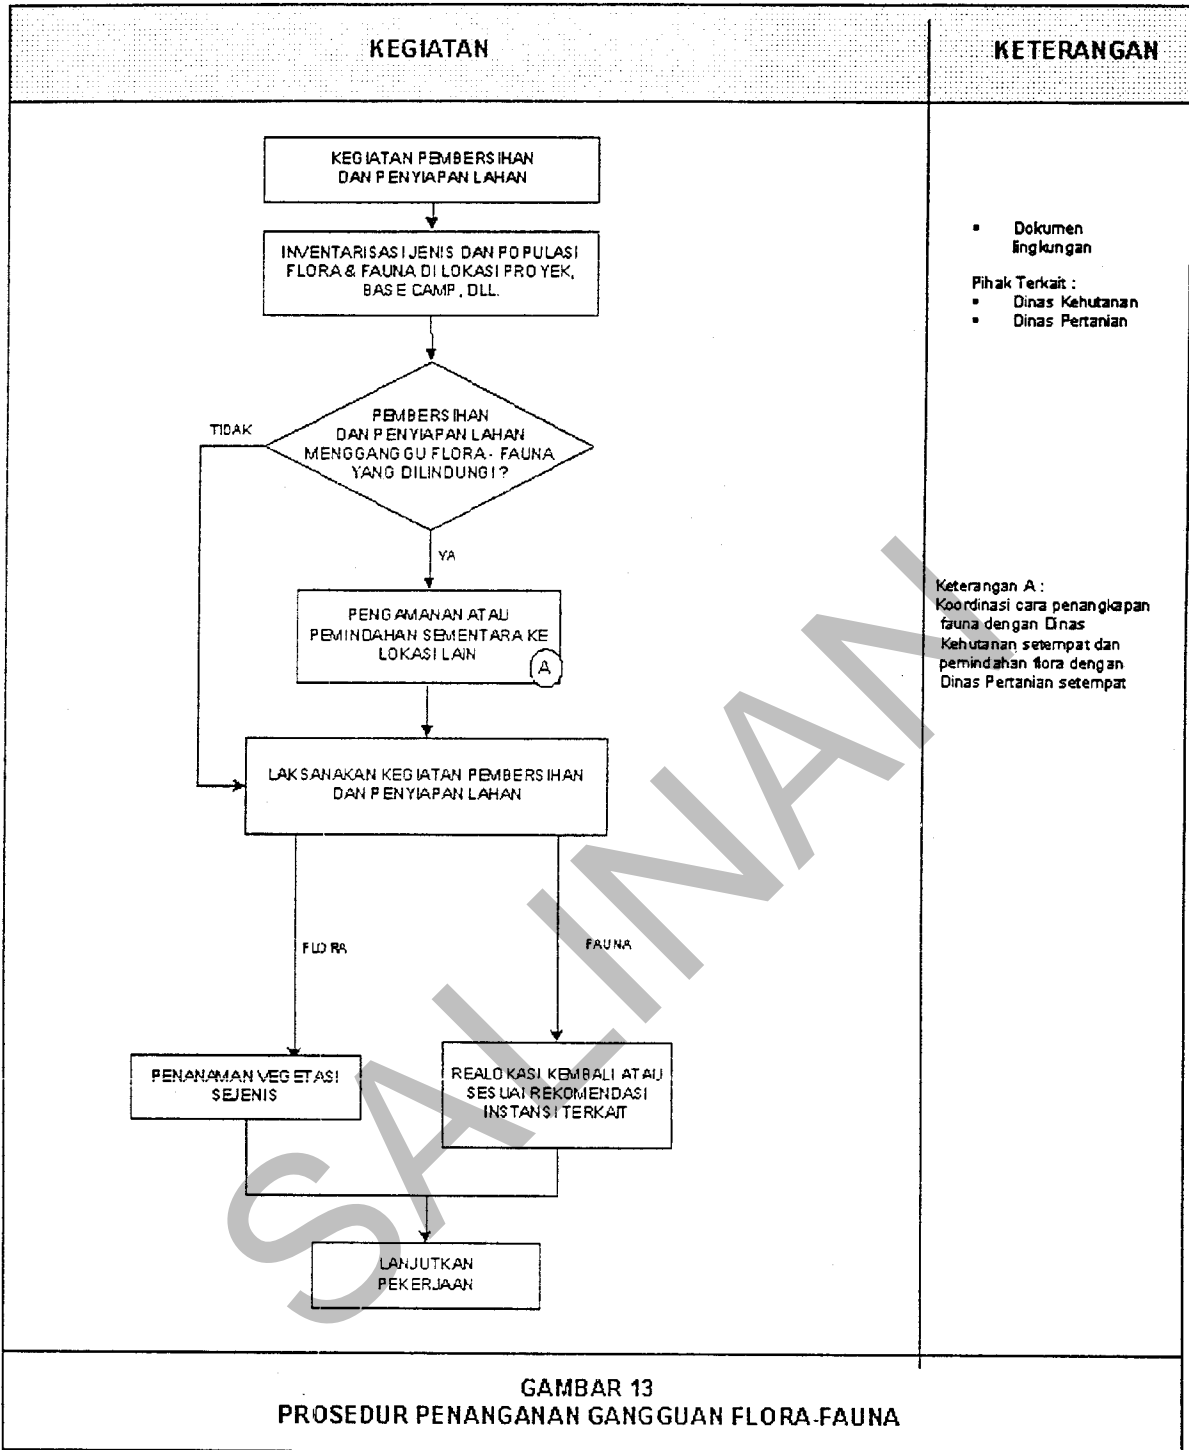 KEGIATAN
KETERANGAN
KEGIATAN PEMBERSIHAN
DAN PENYIAPAN LAHAN
INVENTARISASI JENIS DAN POPULASI
FLORA & FAUNA DI LOKASI PROYEK,
BASE CAMP, DLL.
▪ Dokumen
lingkungan
Pihak Terkait :
▪ Dinas Kehutanan
▪ Dinas Pertanian
PEMBERSIHAN
DAN PENYIAPAN LAHAN
MENGGANGGU FLORA - FAUNA
YANG DILINDUNGI ?
TIDAK
YA
PENGAMANAN ATAU
PEMINDAHAN SEMENTARA KE
LOKASI LAIN
A
Keterangan A :
Koordinasi cara penangkapan
fauna dengan Dinas
Kehutanan setempat dan
pemindahan flora dengan
Dinas Pertanian setempat
LAKSANAKAN KEGIATAN PEMBERSIHAN
DAN PENYIAPAN LAHAN
FLORA
FAUNA
PENANAMAN VEGETASI
SEJENIS
REALOKASI KEMBALI ATAU
SESUAI REKOMENDASI
INSTANSI TERKAIT
LANJUTKAN
PEKERJAAN
SALINAN
GAMBAR 13
PROSEDUR PENANGANAN GANGGUAN FLORA-FAUNA